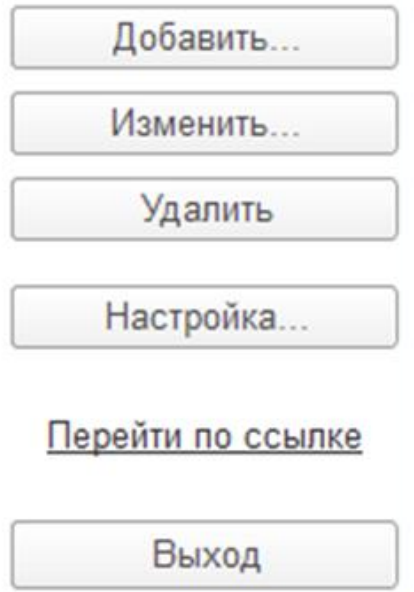 Добавить...
Изменить...
Удалить
Настройка...
Перейти по ссылке
Выход